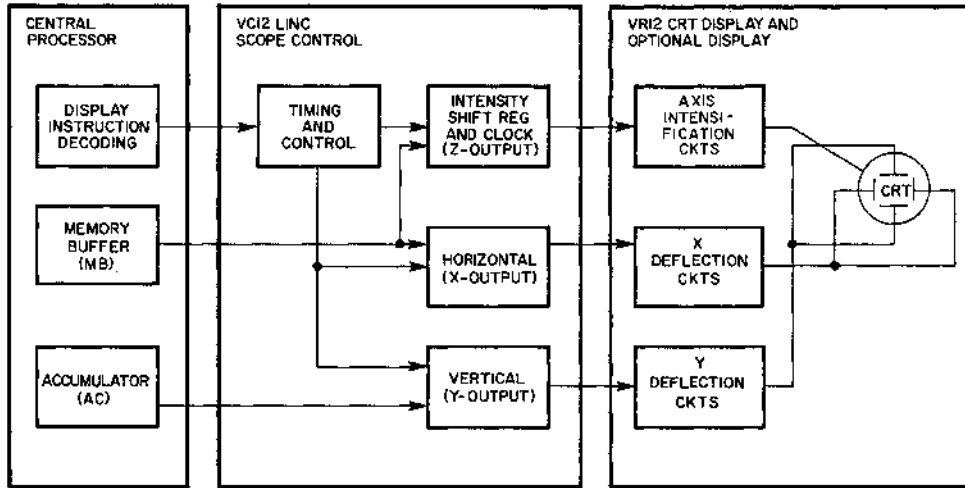 CENTRAL
PROCESSOR
DISPLAY
INSTRUCTION
DECODING
MEMORY
BUFFER
(MB)
ACCUMULATOR
(AC)
VC12 LINC
SCOPE CONTROL
TIMING
AND
CONTROL
INTENSITY
SHIFT REG
AND CLOCK
(Z-OUTPUT)
HORIZONTAL
(X-OUTPUT)
VERTICAL
(Y-OUTPUT)
VR12 CRT DISPLAY AND
OPTIONAL DISPLAY
AXIS
INTENSI-
FICATION
CKTS
X
DEFLECTION
CKTS
Y
DEFLECTION
CKTS
CRT